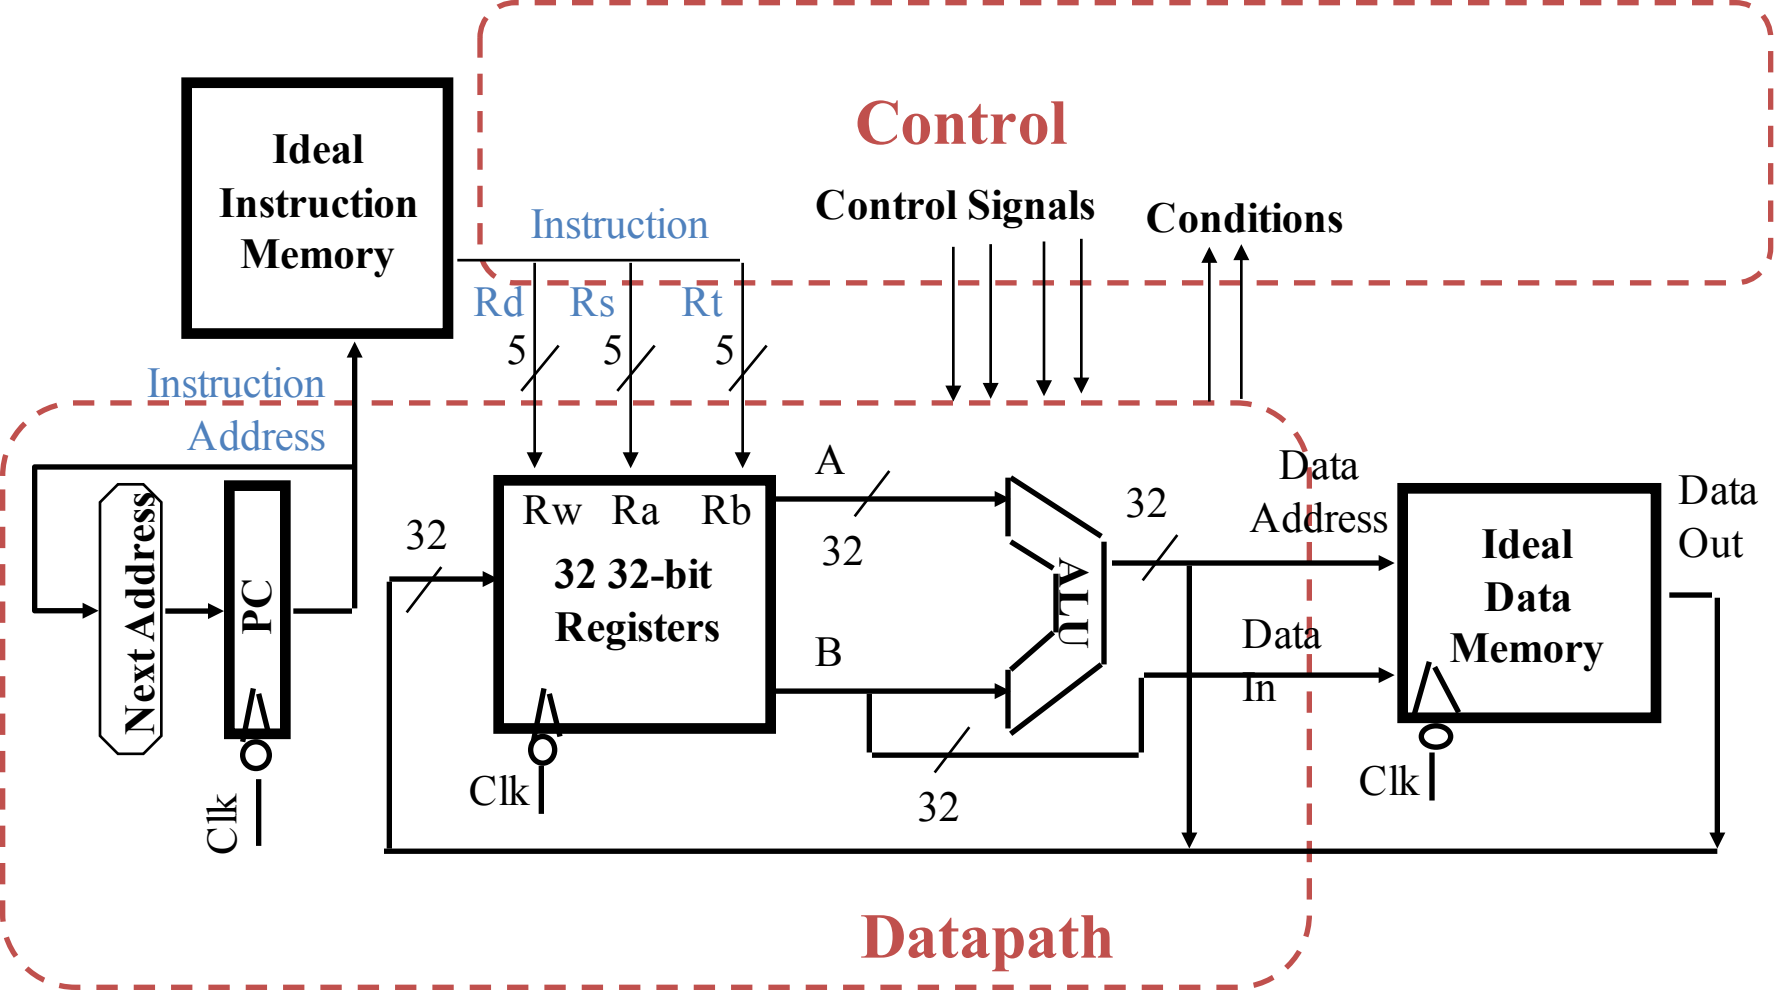 Control
Ideal
Instruction
Memory
Control Signals
Conditions
Instruction
Rd
Rs
Rt
5
5
5
Instruction
Address
A
32
B
32
Rw
Ra
Rb
32 32-bit
Registers
32
Next Address
PC
ALU
32
Data
Address
Data
In
Ideal
Data
Memory
Data
Out
Clk
Clk
32
Clk
Datapath